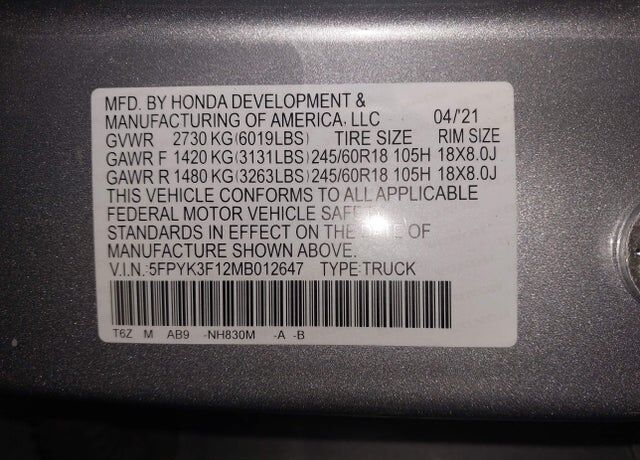 MFD. BY HONDA DEVELOPMENT &
MANUFACTURING OF AMERICA, LLC 04/'21
GVWR 2730 KG (6019LBS) TIRE SIZE RIM SIZE
GAWR F 1420 KG (3131LBS) 245/60R18 105H 18X8.0J
GAWR R 1480 KG (3263LBS) 245/60R18 105H 18X8.0J
THIS VEHICLE CONFORMS TO ALL APPLICABLE
FEDERAL MOTOR VEHICLE
STANDARDS IN EFFECT ON THE OF
MANUFACTURE SHOWN ABOVE.
V.I.N.:5FPYK3F12MB012647 TYPE:TRUCK
T6Z M AB9 -NH830M -A -B